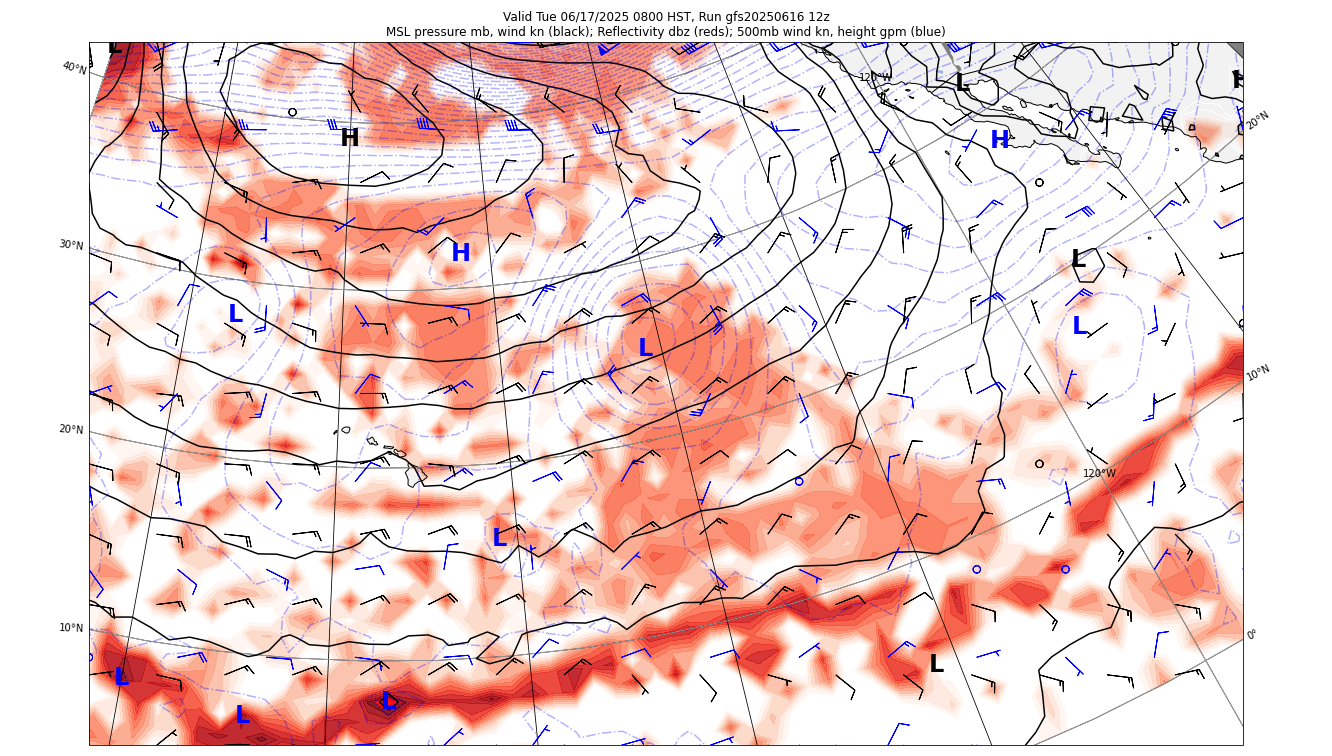 Valid Tue 06/17/2025 0800 HST, Run gfs20250616 12z
MSL pressure mb, wind kn (black); Reflectivity dbz (reds); 500mb wind kn, height gpm (blue)
L
40°N
120°W
L
H
20°N
H
H
30°N
H
L
L
L
L
10°N
20°N
120°W
L
10°N
0°
L
L
L
L